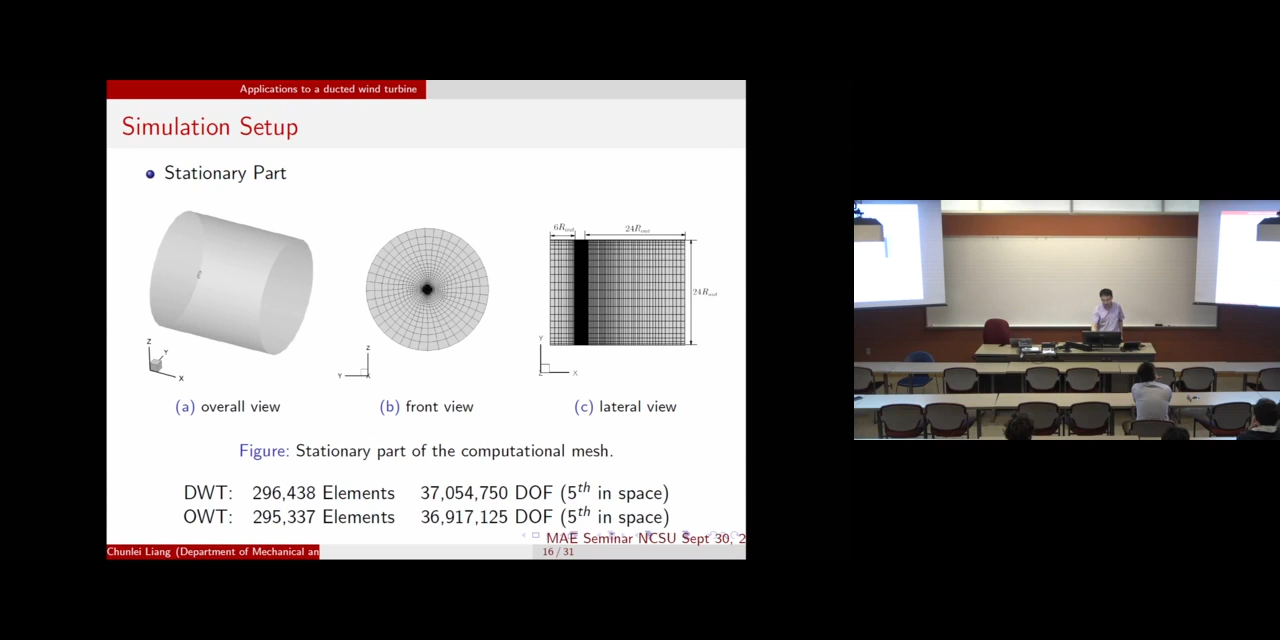 Applications to a ducted wind turbine
Simulation Setup
Stationary Part
6R_out
24R_out
24R_out
Z
Y
X
Z
Y
X
Y
Z
X
(a) overall view
(b) front view
(c) lateral view
Figure: Stationary part of the computational mesh.
DWT: 296,438 Elements 37,054,750 DOF (5th in space)
OWT: 295,337 Elements 36,917,125 DOF (5th in space)
MAE Seminar NCSU Sept 30, 2
Chunlei Liang (Department of Mechanical an
16 / 31